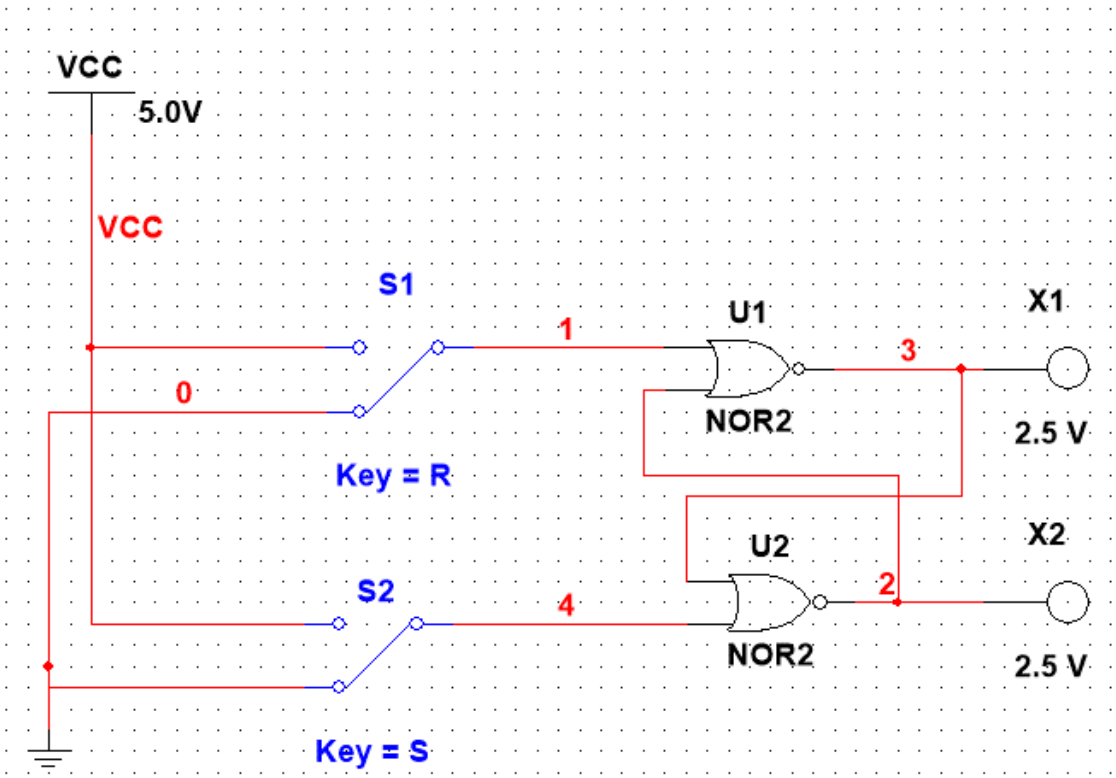 VCC
5.0V
VCC
S1
1
U1
3
X1
0
NOR2
2.5 V
Key = R
S2
4
U2
2
X2
NOR2
2.5 V
Key = S